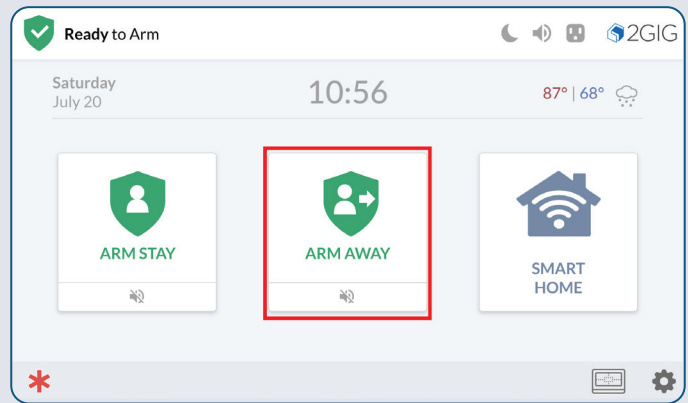 Ready to Arm
2GIG
Saturday
July 20
10:56
87° | 68°
ARM STAY
ARM AWAY
SMART
HOME